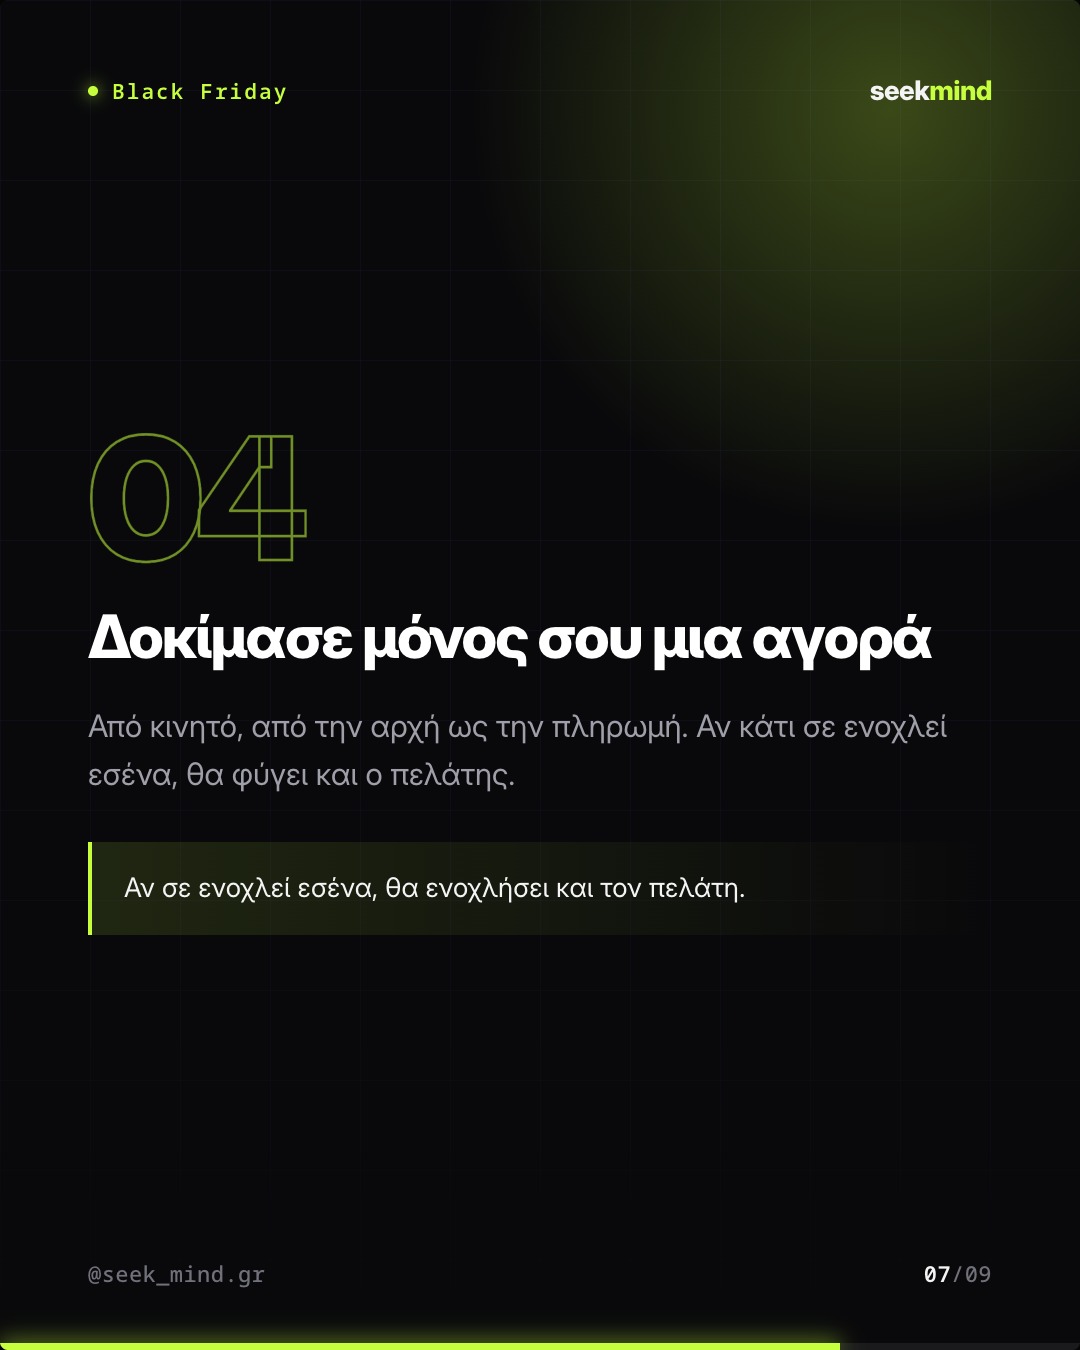 Black Friday
seekmind
04
Δοκίμασε μόνος σου μια αγορά
Από κινητό, από την αρχή ως την πληρωμή. Αν κάτι σε ενοχλεί
εσένα, θα φύγει και ο πελάτης.
Αν σε ενοχλεί εσένα, θα ενοχλήσει και τον πελάτη.
@seek_mind.gr
07/09